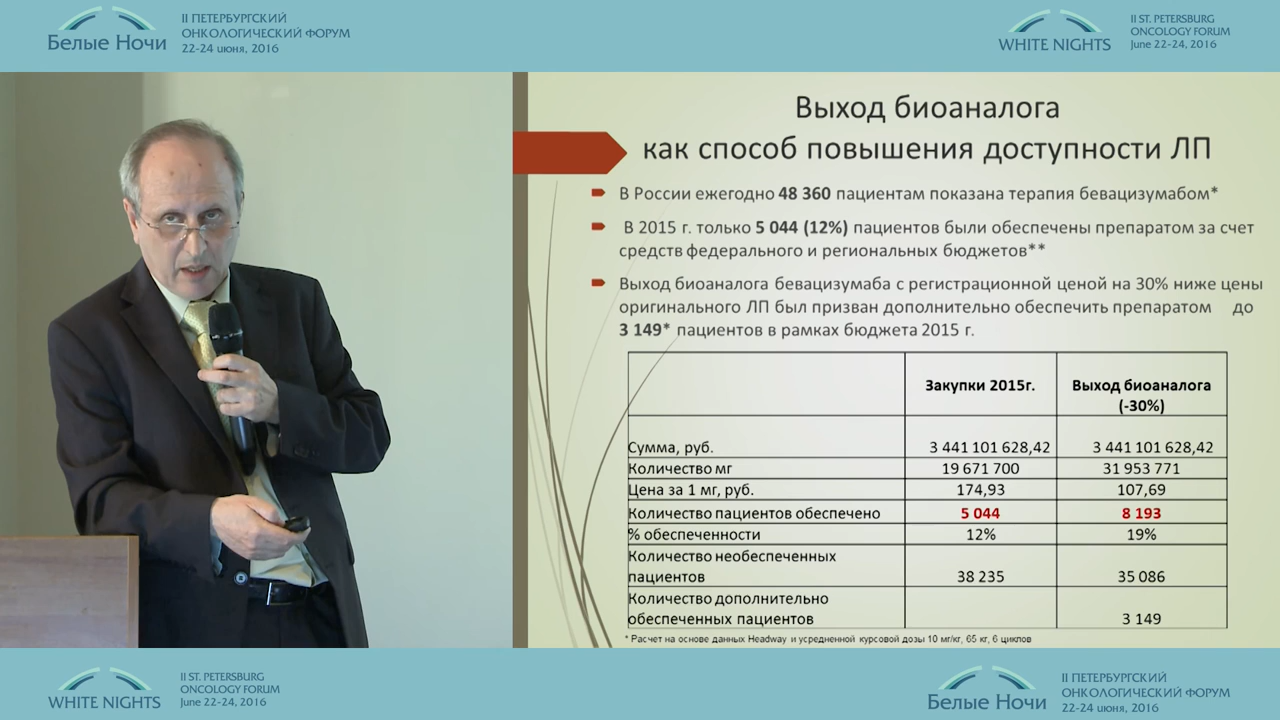 Белые Ночи
II ПЕТЕРБУРГСКИЙ
ОНКОЛОГИЧЕСКИЙ ФОРУМ
22-24 июня, 2016
WHITE NIGHTS
II ST. PETERSBURG
ONCOLOGY FORUM
June 22-24, 2016
Выход биоаналога
как способ повышения доступности ЛП
В России ежегодно 48 360 пациентам показана терапия бевацизумабом*
В 2015 г. только 5 044 (12%) пациентов были обеспечены препаратом за счет
средств федерального и региональных бюджетов**
Выход биоаналога бевацизумаба с регистрационной ценой на 30% ниже цены
оригинального ЛП был призван дополнительно обеспечить препаратом до
3 149* пациентов в рамках бюджета 2015 г.
Закупки 2015г. Выход биоаналога
(-30%)
Сумма, руб. 3 441 101 628,42 3 441 101 628,42
Количество мг 19 671 700 31 953 771
Цена за 1 мг, руб. 174,93 107,69
Количество пациентов обеспечено 5 044 8 193
% обеспеченности 12% 19%
Количество необеспеченных
пациентов 38 235 35 086
Количество дополнительно
обеспеченных пациентов 3 149
* Расчет на основе данных Headway и усредненной курсовой дозы 10 мг/кг, 65 кг, 6 циклов
WHITE NIGHTS
II ST. PETERSBURG
ONCOLOGY FORUM
June 22-24, 2016
Белые Ночи
II ПЕТЕРБУРГСКИЙ
ОНКОЛОГИЧЕСКИЙ ФОРУМ
22-24 июня, 2016